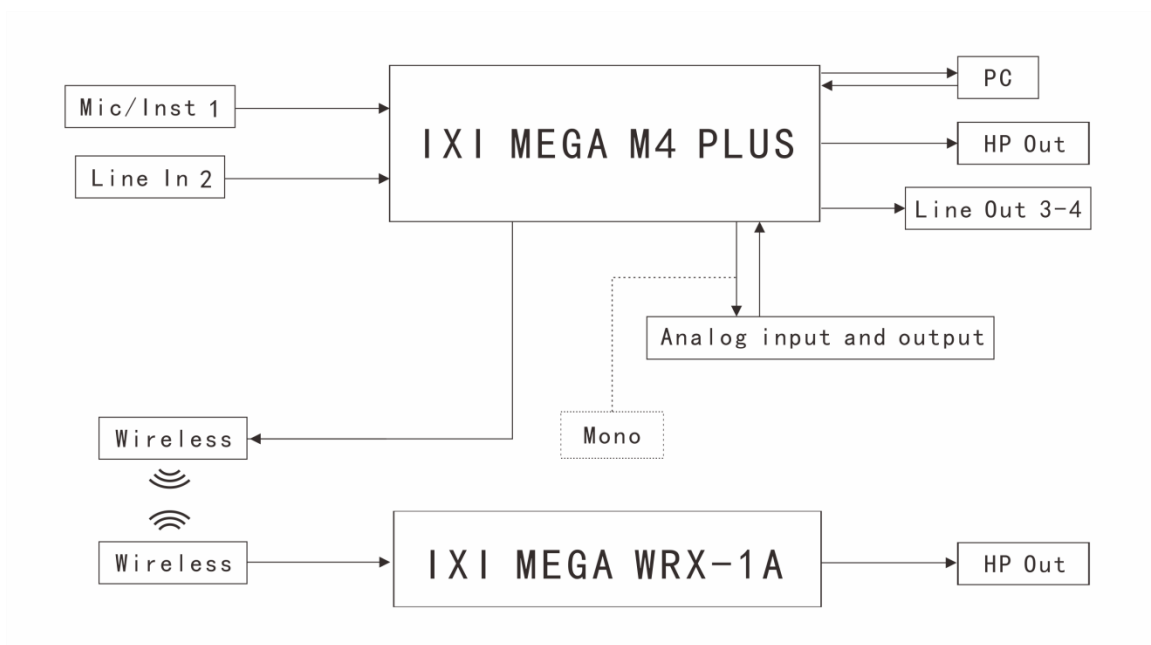 Mic/Inst 1
Line In 2
IXI MEGA M4 PLUS
PC
HP Out
Line Out 3-4
Analog input and output
Mono
Wireless
Wireless
IXI MEGA WRX-1A
HP Out